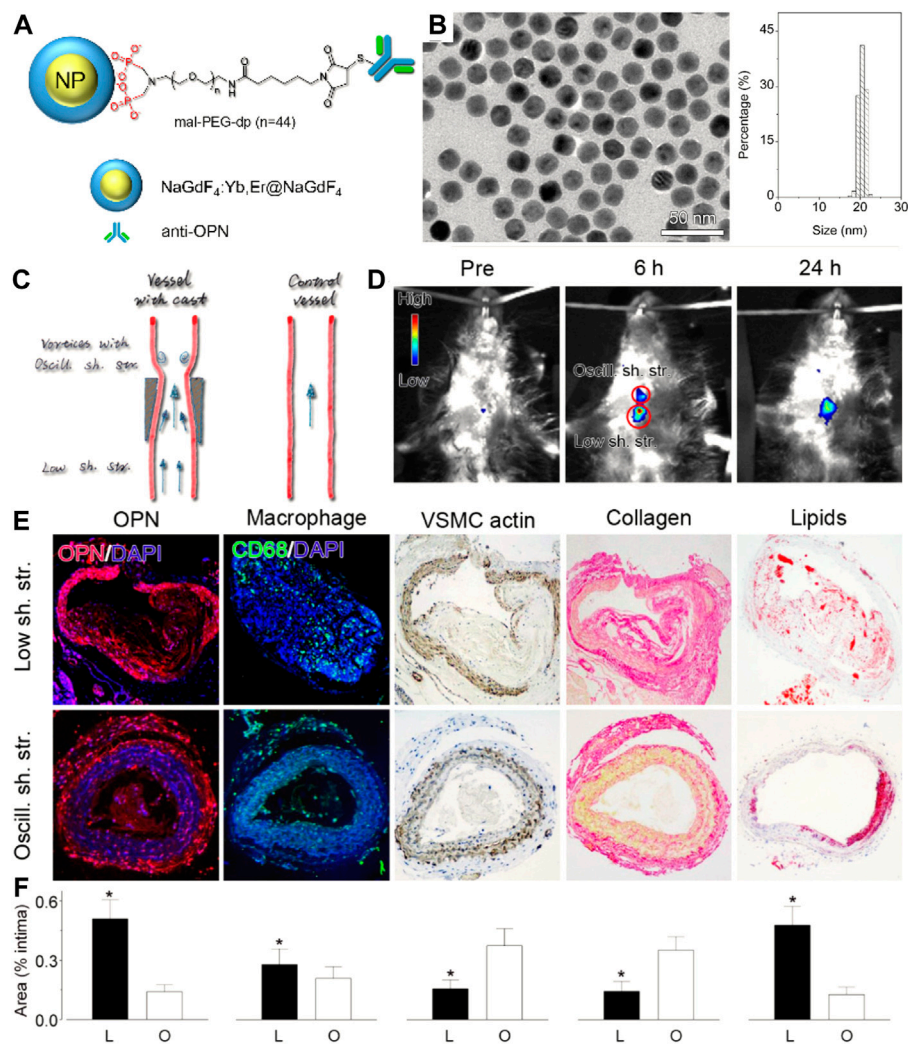 A
O⁻
P
O⁻
O
O
P
O⁻
O⁻
NP
N
O
n
N
H
O
N
O
O
S
mal-PEG-dp (n=44)
NaGdF₄:Yb,Er@NaGdF₄
anti-OPN
B
50 nm
Percentage (%)
45
30
15
0
0
10
20
30
Size (nm)
C
Vessel
with cast
Control
vessel
Vortices with
Oscill. sh. str.
Low sh. str.
D
Pre
6 h
24 h
High
Low
Oscill. sh. str.
Low sh. str.
E
OPN
Macrophage
VSMC actin
Collagen
Lipids
OPN/DAPI
CD68/DAPI
Low sh. str.
Oscill. sh. str.
F
Area (% intima)
0.6
0.3
0.0
*
*
*
*
*
L O
L O
L O
L O
L O